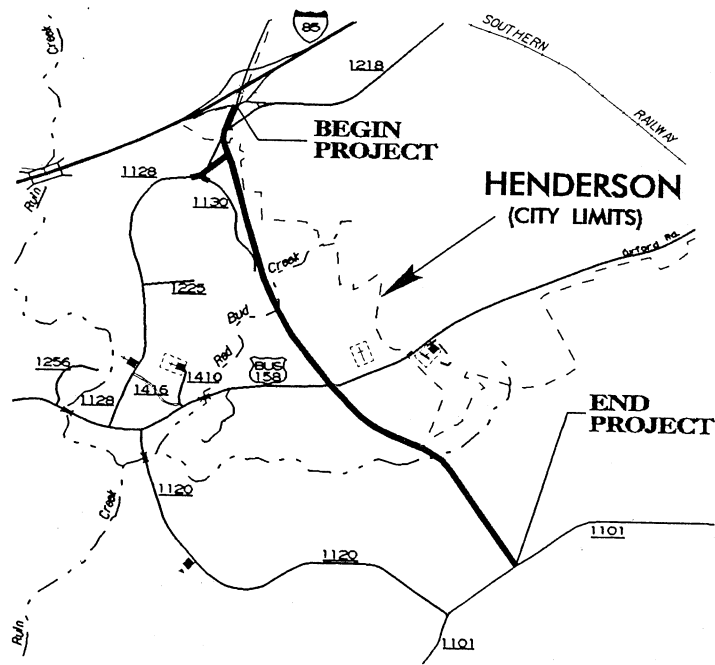 85
Creek
SOUTHERN
1218
RAILWAY
BEGIN
PROJECT
1128
Ruin
1130
HENDERSON
(CITY LIMITS)
Oxford Rd.
Creek
1225
Bud
Red
1256
1410
BUS
158
1416
1128
END
PROJECT
1120
Creek
1101
1120
Ruin
1101